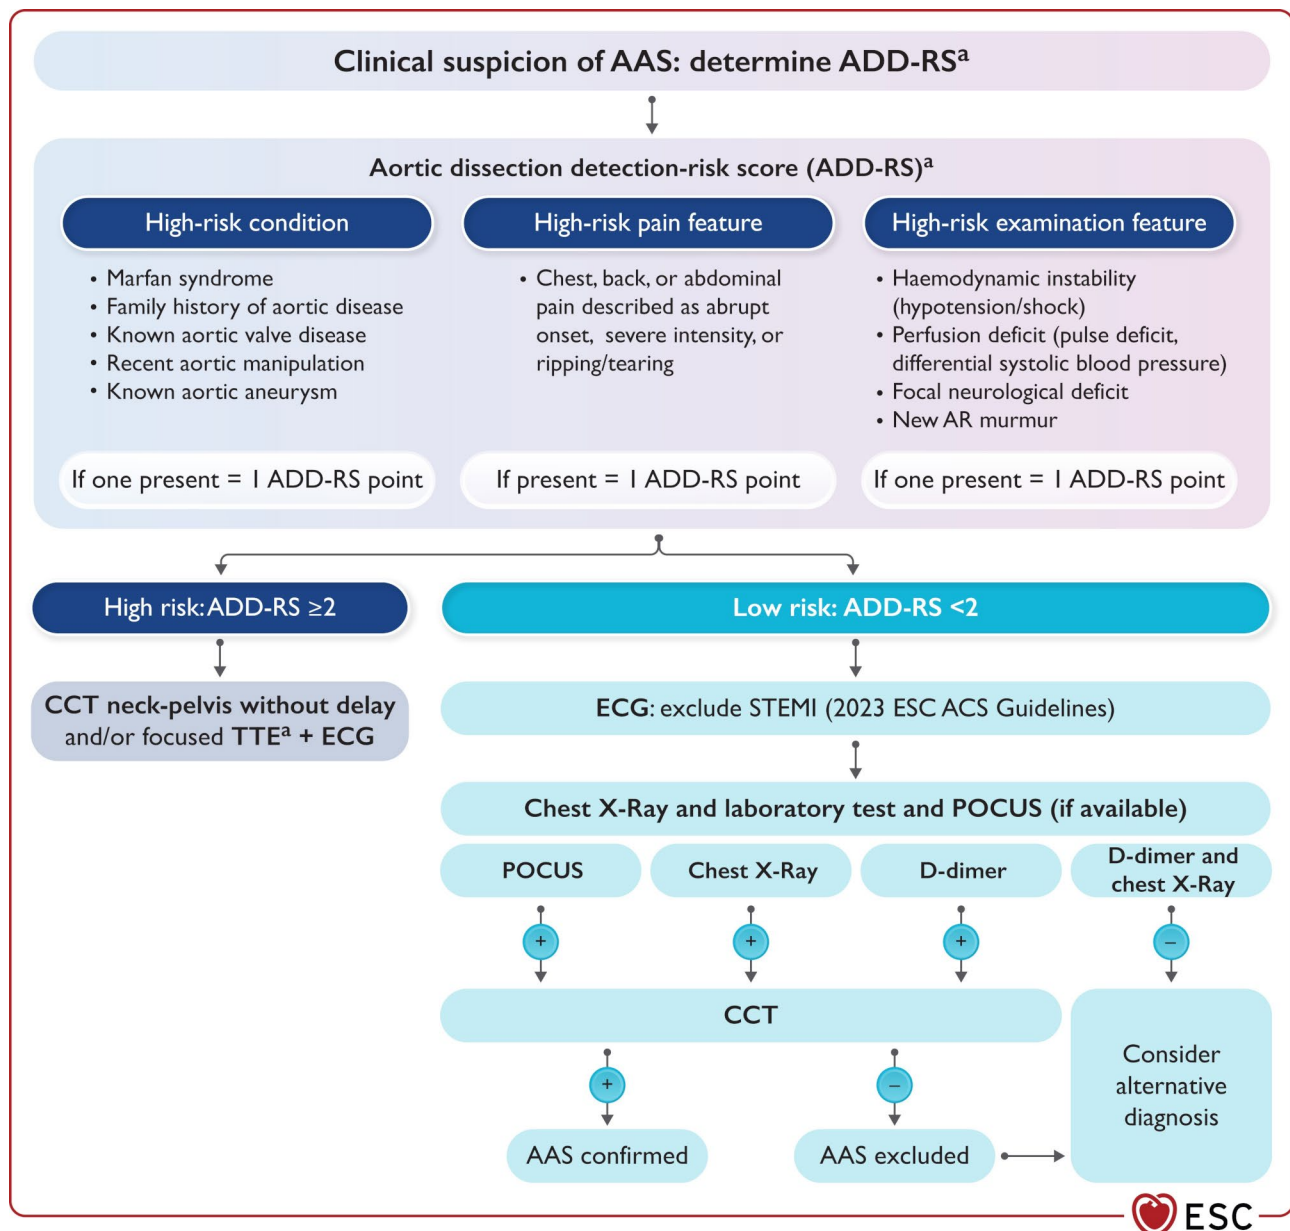 Clinical suspicion of AAS: determine ADD-RSᵃ
Aortic dissection detection-risk score (ADD-RS)ᵃ
High-risk condition
• Marfan syndrome
• Family history of aortic disease
• Known aortic valve disease
• Recent aortic manipulation
• Known aortic aneurysm
If one present = 1 ADD-RS point
High-risk pain feature
• Chest, back, or abdominal
pain described as abrupt
onset, severe intensity, or
ripping/tearing
If present = 1 ADD-RS point
High-risk examination feature
• Haemodynamic instability
(hypotension/shock)
• Perfusion deficit (pulse deficit,
differential systolic blood pressure)
• Focal neurological deficit
• New AR murmur
If one present = 1 ADD-RS point
High risk: ADD-RS ≥2
CCT neck-pelvis without delay
and/or focused TTEᵃ + ECG
Low risk: ADD-RS <2
ECG: exclude STEMI (2023 ESC ACS Guidelines)
Chest X-Ray and laboratory test and POCUS (if available)
POCUS
Chest X-Ray
D-dimer
D-dimer and
chest X-Ray
+
+
+
–
CCT
+
–
AAS confirmed
AAS excluded
Consider
alternative
diagnosis
ESC